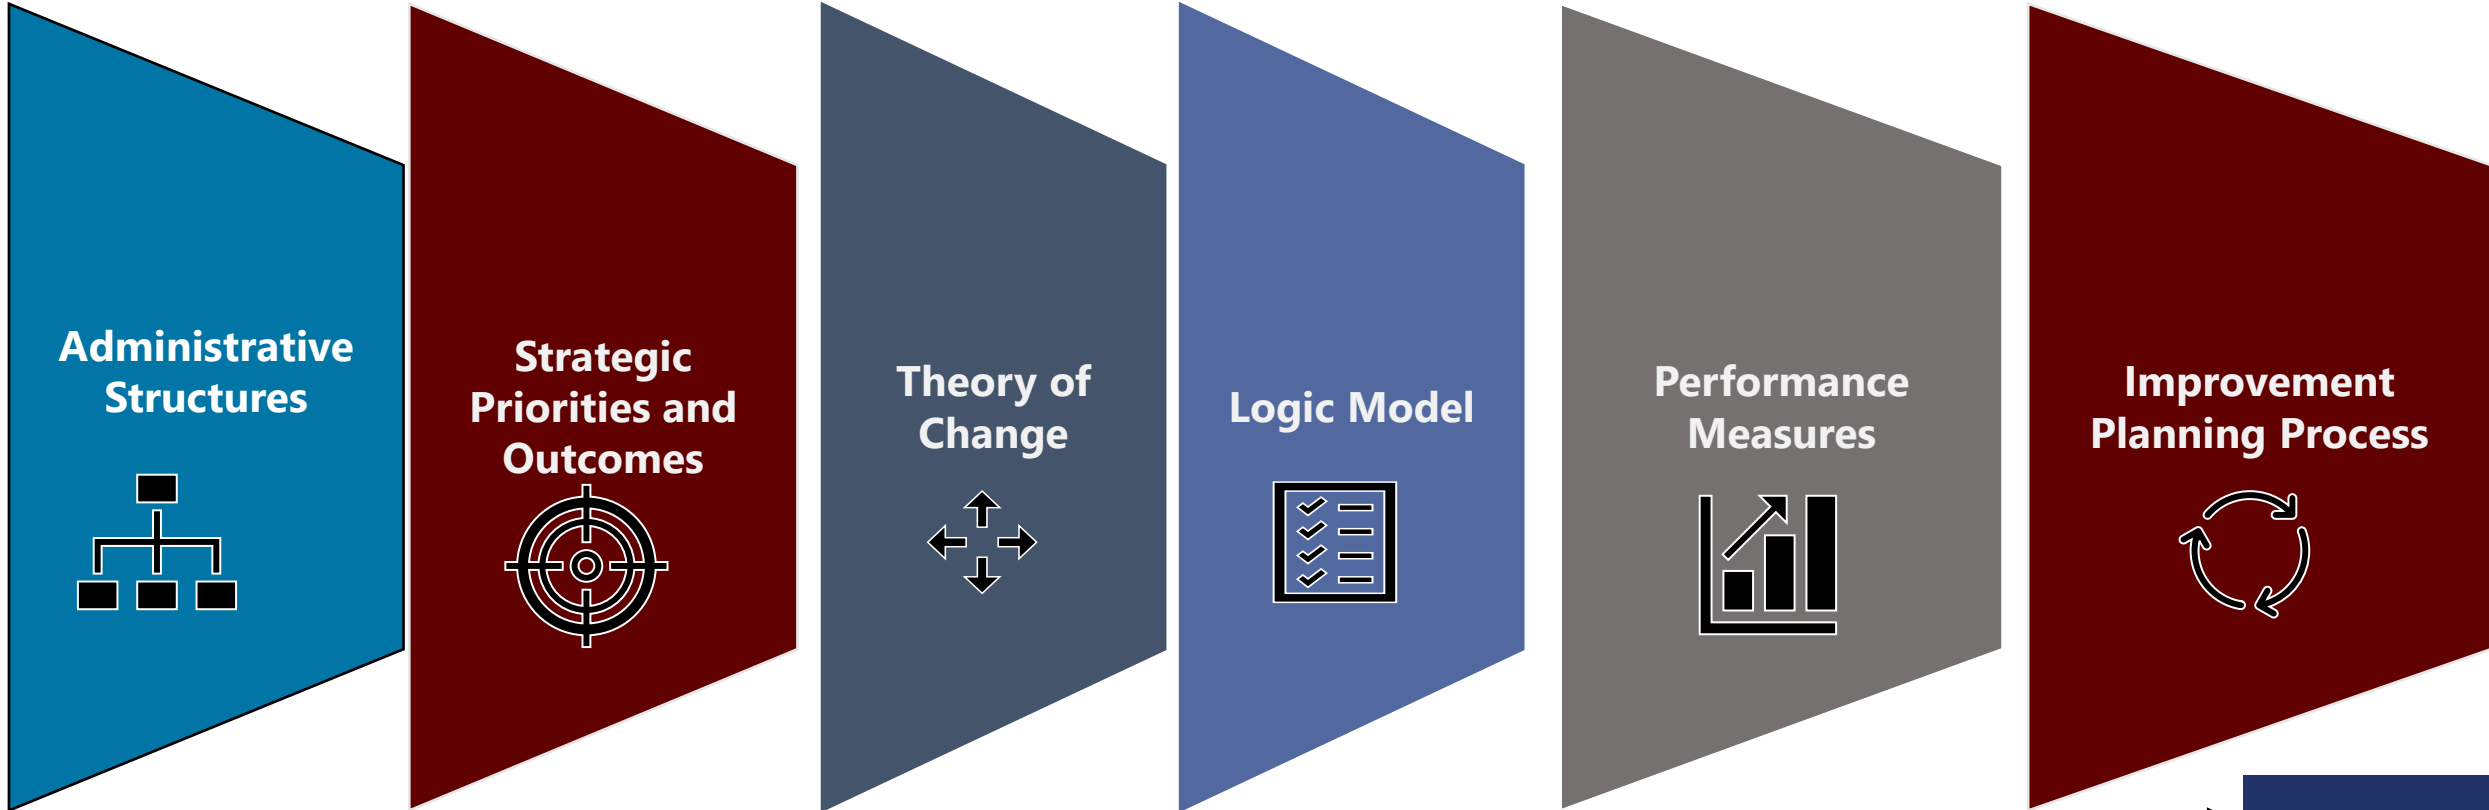 Administrative
Structures
Strategic
Priorities and
Outcomes
Theory of
Change
Logic Model
Performance
Measures
Improvement
Planning Process